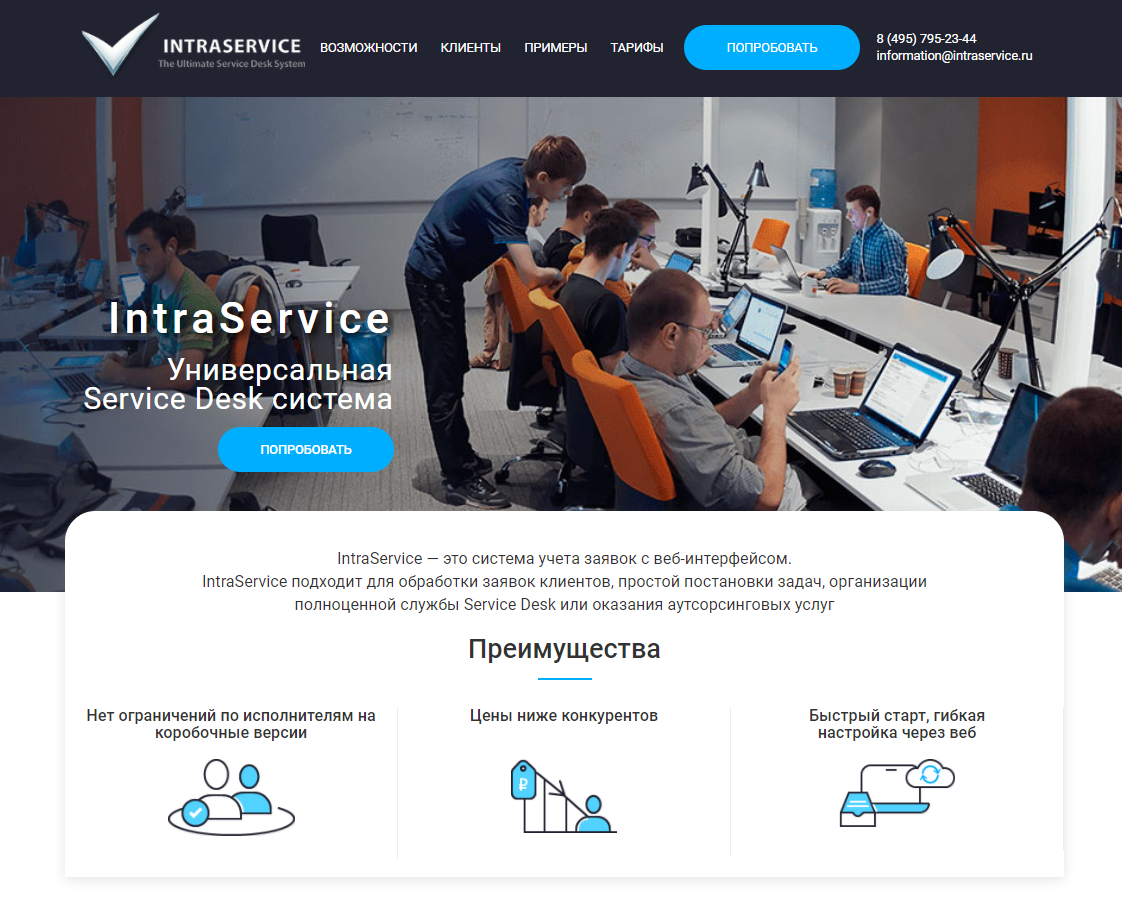 INTRASERVICE
The Ultimate Service Desk System
ВОЗМОЖНОСТИ
КЛИЕНТЫ
ПРИМЕРЫ
ТАРИФЫ
ПОПРОБОВАТЬ
8 (495) 795-23-44
information@intraservice.ru
IntraService
Универсальная
Service Desk система
ПОПРОБОВАТЬ
IntraService — это система учета заявок с веб-интерфейсом.
IntraService подходит для обработки заявок клиентов, простой постановки задач, организации
полноценной службы Service Desk или оказания аутсорсинговых услуг
Преимущества
Нет ограничений по исполнителям на
коробочные версии
Цены ниже конкурентов
₽
Быстрый старт, гибкая
настройка через веб